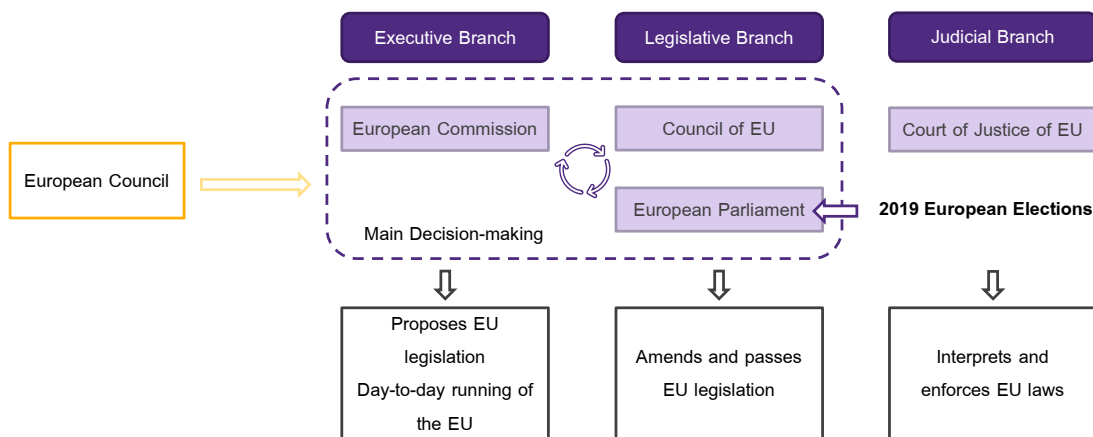 Executive Branch
Legislative Branch
Judicial Branch
European Commission
Council of EU
Court of Justice of EU
European Council
European Parliament
2019 European Elections
Main Decision-making
Proposes EU
legislation
Day-to-day running of
the EU
Amends and passes
EU legislation
Interprets and
enforces EU laws